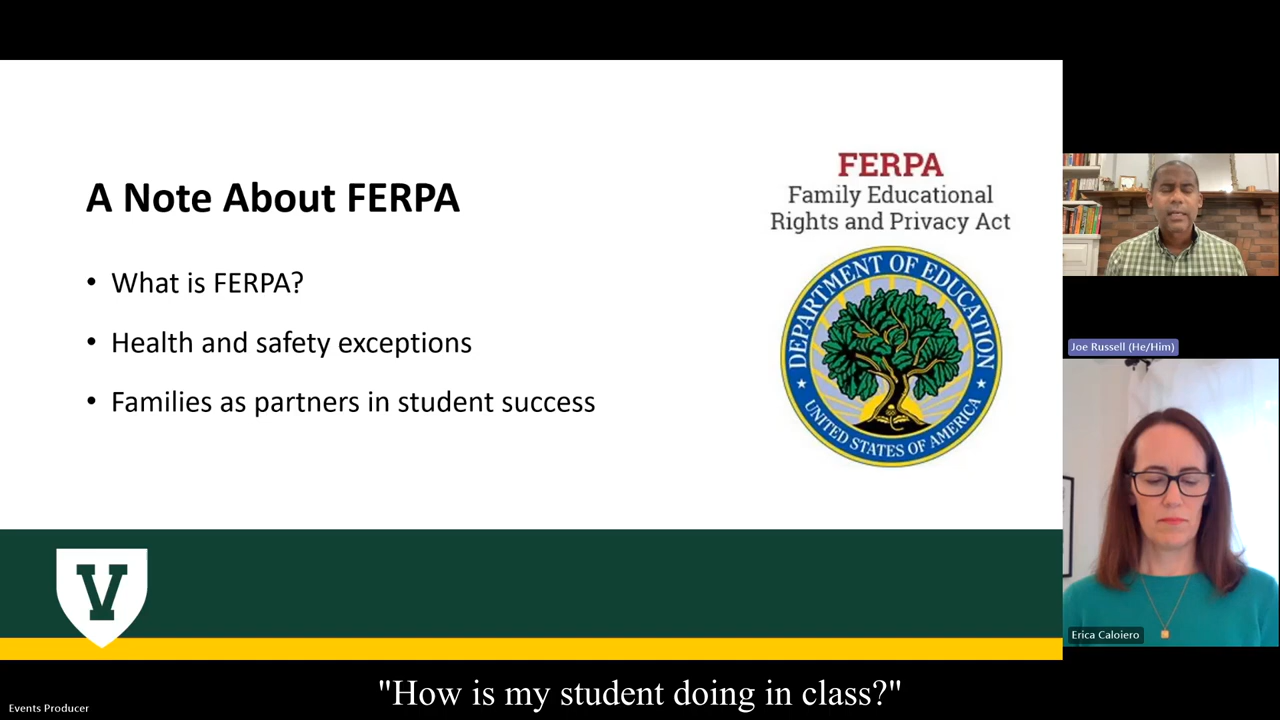 A Note About FERPA
• What is FERPA?
• Health and safety exceptions
• Families as partners in student success
FERPA
Family Educational
Rights and Privacy Act
DEPARTMENT OF EDUCATION
UNITED STATES OF AMERICA
V
Joe Russell (He/Him)
Erica Caloiero
"How is my student doing in class?"
Events Producer